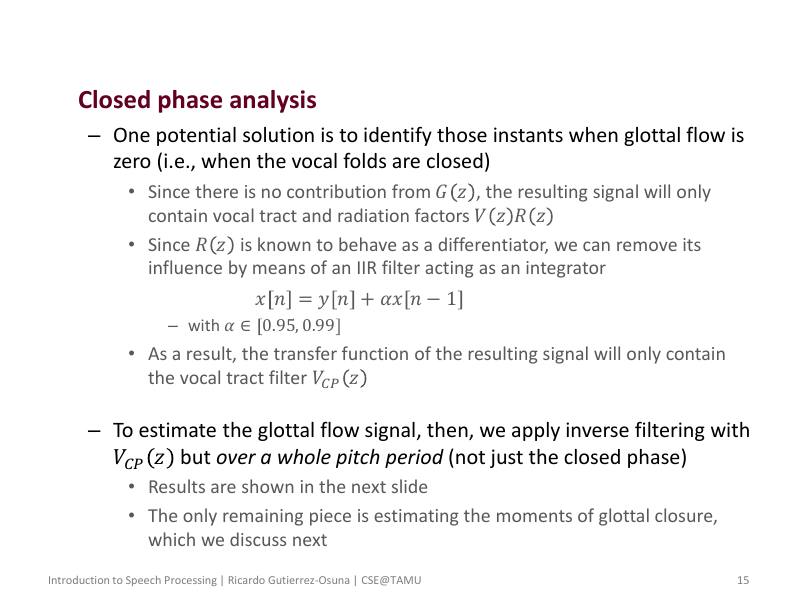 Closed phase analysis
– One potential solution is to identify those instants when glottal flow is
zero (i.e., when the vocal folds are closed)
• Since there is no contribution from 𝐺(𝑧), the resulting signal will only
contain vocal tract and radiation factors 𝑉(𝑧)𝑅(𝑧)
• Since 𝑅(𝑧) is known to behave as a differentiator, we can remove its
influence by means of an IIR filter acting as an integrator
𝑥[𝑛] = 𝑦[𝑛] + 𝛼𝑥[𝑛 − 1]
– with 𝛼 ∈ [0.95, 0.99]
• As a result, the transfer function of the resulting signal will only contain
the vocal tract filter 𝑉_{𝐶𝑃}(𝑧)
– To estimate the glottal flow signal, then, we apply inverse filtering with
𝑉_{𝐶𝑃}(𝑧) but over a whole pitch period (not just the closed phase)
• Results are shown in the next slide
• The only remaining piece is estimating the moments of glottal closure,
which we discuss next
Introduction to Speech Processing | Ricardo Gutierrez-Osuna | CSE@TAMU 15